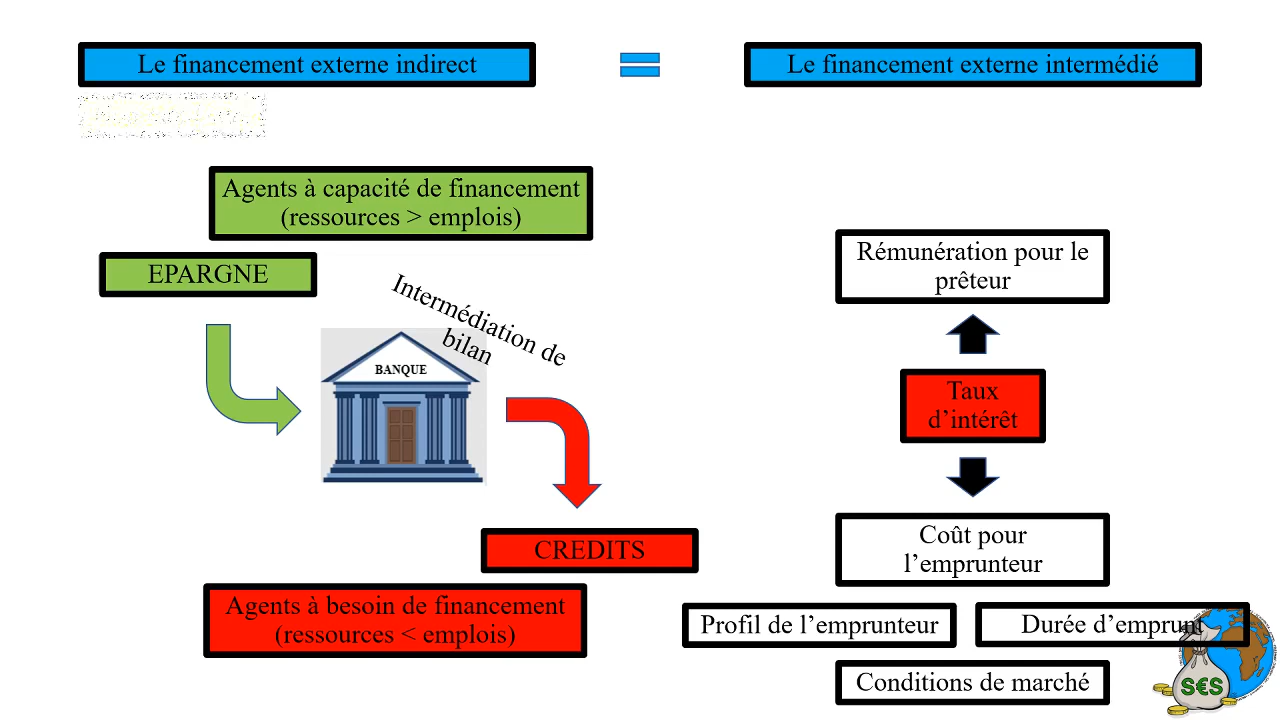 Le financement externe indirect
Le financement externe intermédié
Agents à capacité de financement
(ressources > emplois)
EPARGNE
Intermédiation de
bilan
BANQUE
CREDITS
Agents à besoin de financement
(ressources < emplois)
Rémunération pour le
prêteur
Taux
d’intérêt
Coût pour
l’emprunteur
Profil de l’emprunteur
Durée d’emprunt
Conditions de marché
S€S